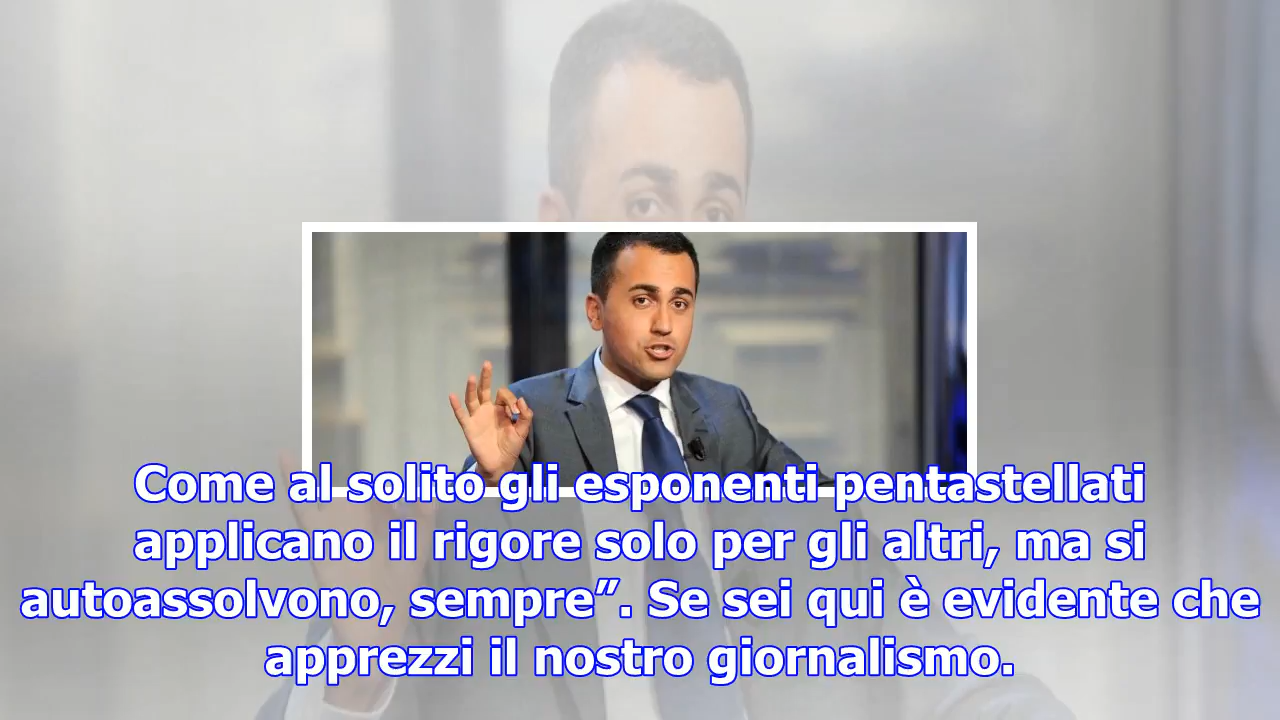 Come al solito gli esponenti pentastellati
applicano il rigore solo per gli altri, ma si
autoassolvono, sempre”. Se sei qui è evidente che
apprezzi il nostro giornalismo.